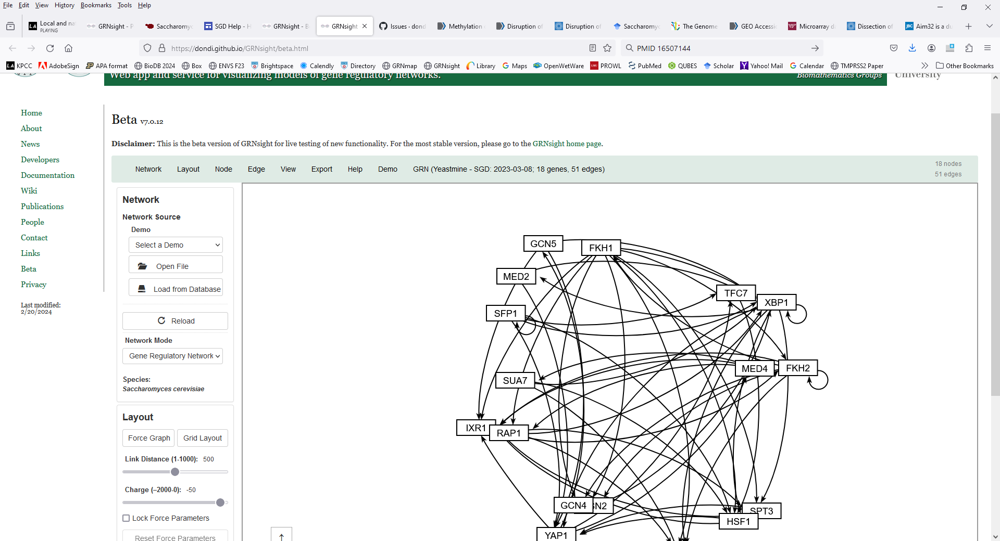 File Edit View History Bookmarks Tools Help
Local and na
PLAYING
GRNsight - P
Saccharomyc
SGD Help - H
GRNsight - B
GRNsight
Issues · dond
Methylation
Disruption of
Disruption of
Saccharomyc
The Genome
GEO Accessi
Microarray d
Dissection of
Aim32 is a du
https://dondi.github.io/GRNsight/beta.html
PMID 16507144
KPCC AdobeSign APA format BioDB 2024 Box ENVS F23 Brightspace Calendly Directory GRNmap GRNsight Library Maps OpenWetWare PROWL PubMed QUBES Scholar Yahoo! Mail Calendar TMPRSS2 Paper Other Bookmarks
Web app and service for visualizing models of gene regulatory networks.
Biomathematics Groups
University
Home
About
News
Developers
Documentation
Wiki
Publications
People
Contact
Links
Beta
Privacy
Last modified:
2/20/2024
Beta v7.0.12
Disclaimer: This is the beta version of GRNsight for live testing of new functionality. For the most stable version, please go to the GRNsight home page.
Network Layout Node Edge View Export Help Demo GRN (Yeastmine - SGD: 2023-03-08; 18 genes, 51 edges)
18 nodes
51 edges
Network
Network Source
Demo
Select a Demo
Open File
Load from Database
Reload
Network Mode
Gene Regulatory Network
Species:
Saccharomyces cerevisiae
Layout
Force Graph
Grid Layout
Link Distance (1-1000): 500
Charge (–2000-0): -50
Lock Force Parameters
Reset Force Parameters
GCN5
FKH1
MED2
TFC7
XBP1
SFP1
MED4
FKH2
SUA7
IXR1
RAP1
GCN4
N2
SPT3
HSF1
YAP1